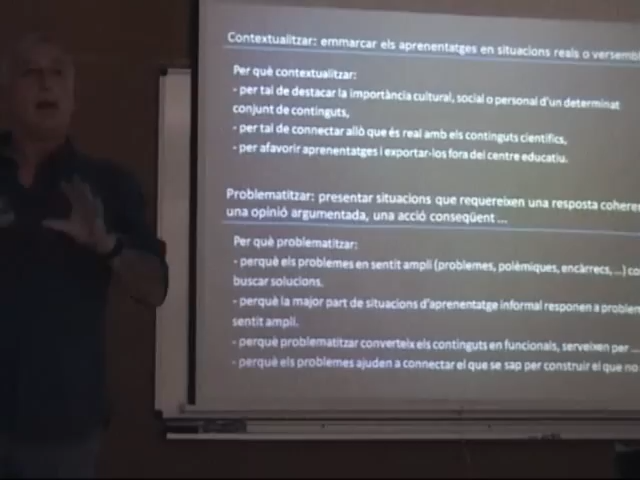 Contextualitzar: emmarcar els aprenentatges en situacions reals o versembl
Per què contextualitzar:
- per tal de destacar la importància cultural, social o personal d'un determinat
conjunt de continguts,
- per tal de connectar allò que és real amb els continguts científics,
- per afavorir aprenentatges i exportar-los fora del centre educatiu.
Problematitzar: presentar situacions que requereixen una resposta cohere
una opinió argumentada, una acció conseqüent ...
Per què problematitzar:
- perquè els problemes en sentit ampli (problemes, polèmiques, encàrrecs, ...) co
buscar solucions.
- perquè la major part de situacions d'aprenentatge informal responen a problem
sentit ampli.
- perquè problematitzar converteix els continguts en funcionals, serveixen per ...
- perquè els problemes ajuden a connectar el que se sap per construir el que no